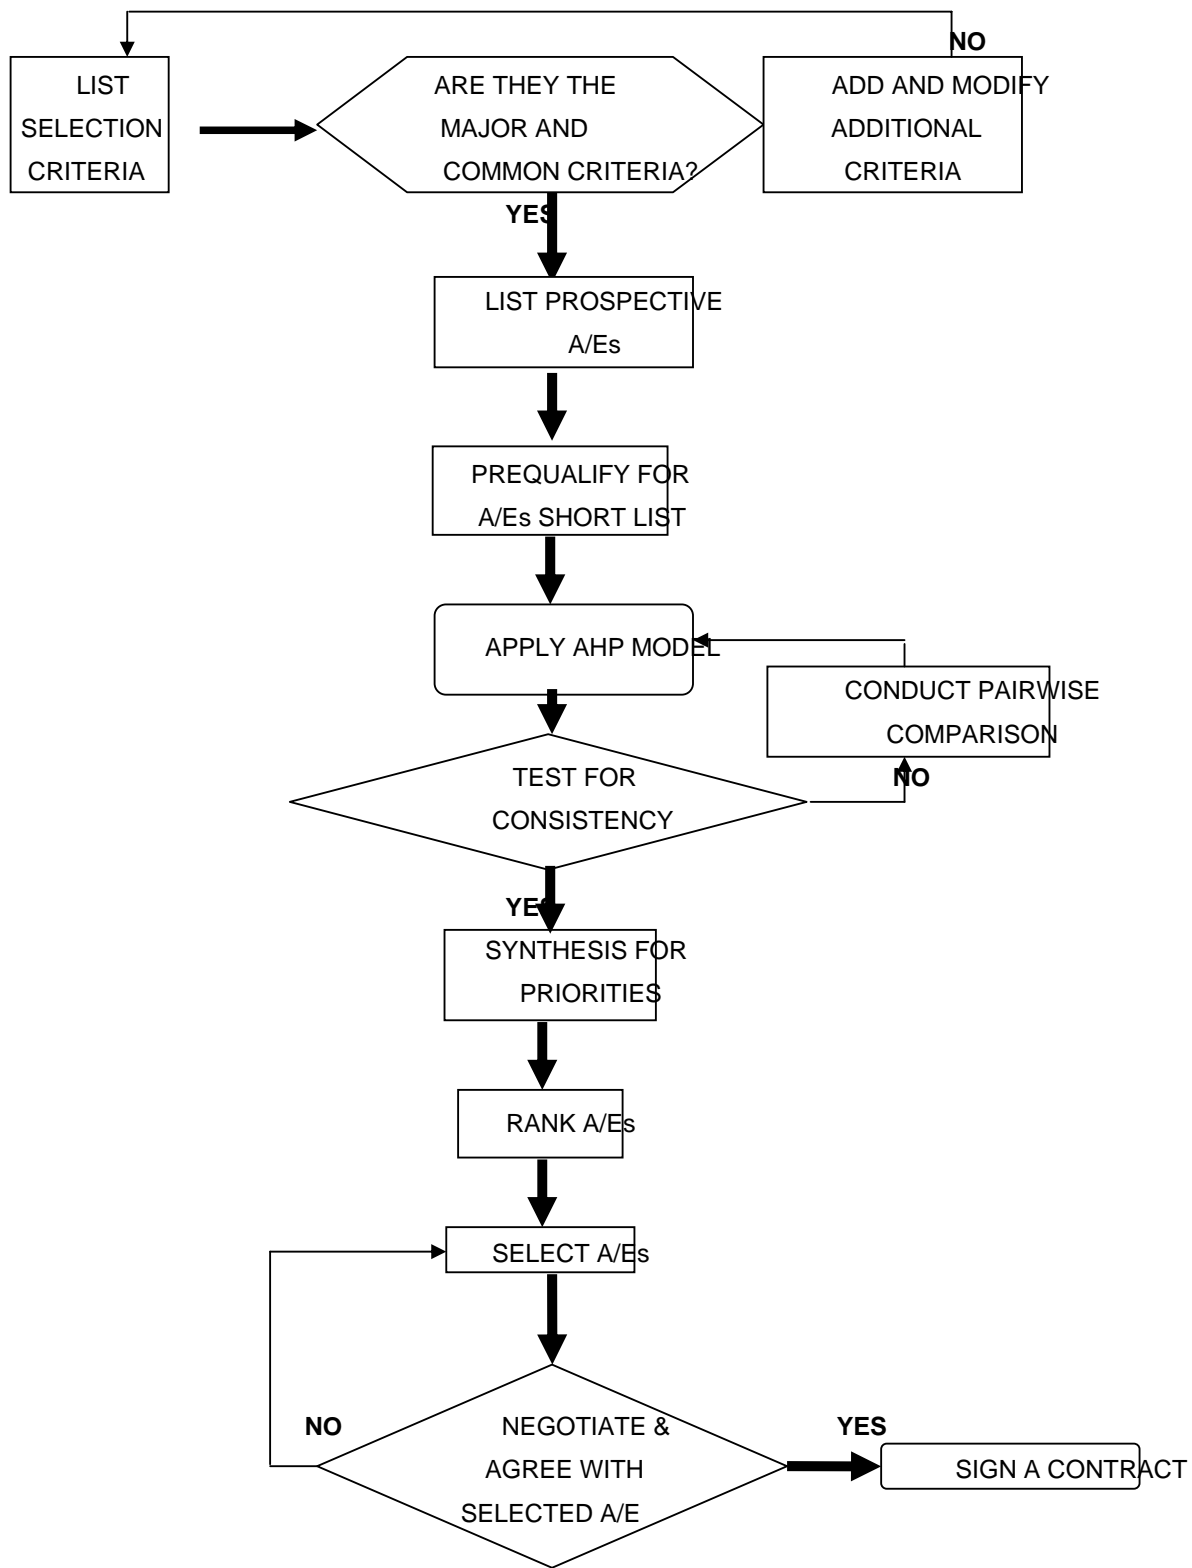 NO
LIST
SELECTION
CRITERIA
ARE THEY THE
MAJOR AND
COMMON CRITERIA?
ADD AND MODIFY
ADDITIONAL
CRITERIA
YES
LIST PROSPECTIVE
A/Es
PREQUALIFY FOR
A/Es SHORT LIST
APPLY AHP MODEL
CONDUCT PAIRWISE
COMPARISON
TEST FOR
CONSISTENCY
NO
YES
SYNTHESIS FOR
PRIORITIES
RANK A/Es
SELECT A/Es
NO
NEGOTIATE &
AGREE WITH
SELECTED A/E
YES
SIGN A CONTRACT